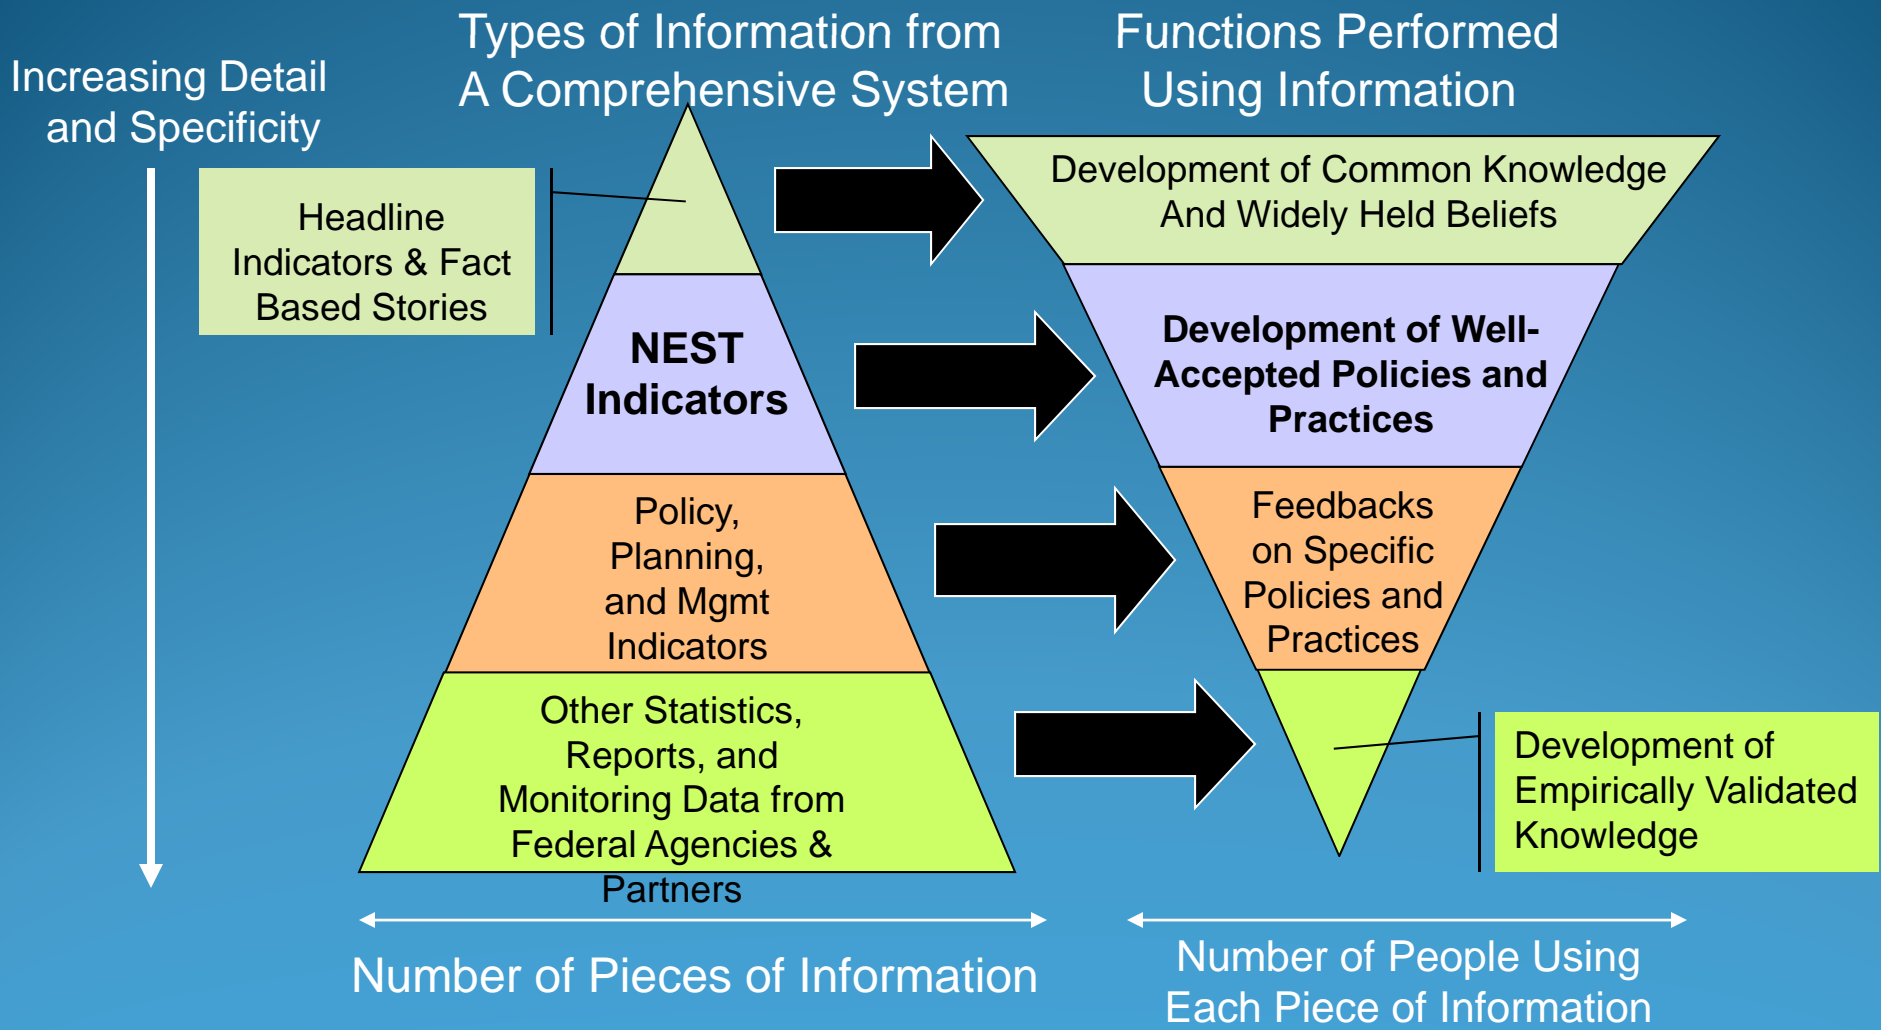 Types of Information from
A Comprehensive System
Functions Performed
Using Information
Increasing Detail
and Specificity
Headline
Indicators & Fact
Based Stories
NEST
Indicators
Policy,
Planning,
and Mgmt
Indicators
Other Statistics,
Reports, and
Monitoring Data from
Federal Agencies &
Partners
Development of Common Knowledge
And Widely Held Beliefs
Development of Well-
Accepted Policies and
Practices
Feedbacks
on Specific
Policies and
Practices
Development of
Empirically Validated
Knowledge
Number of Pieces of Information
Number of People Using
Each Piece of Information